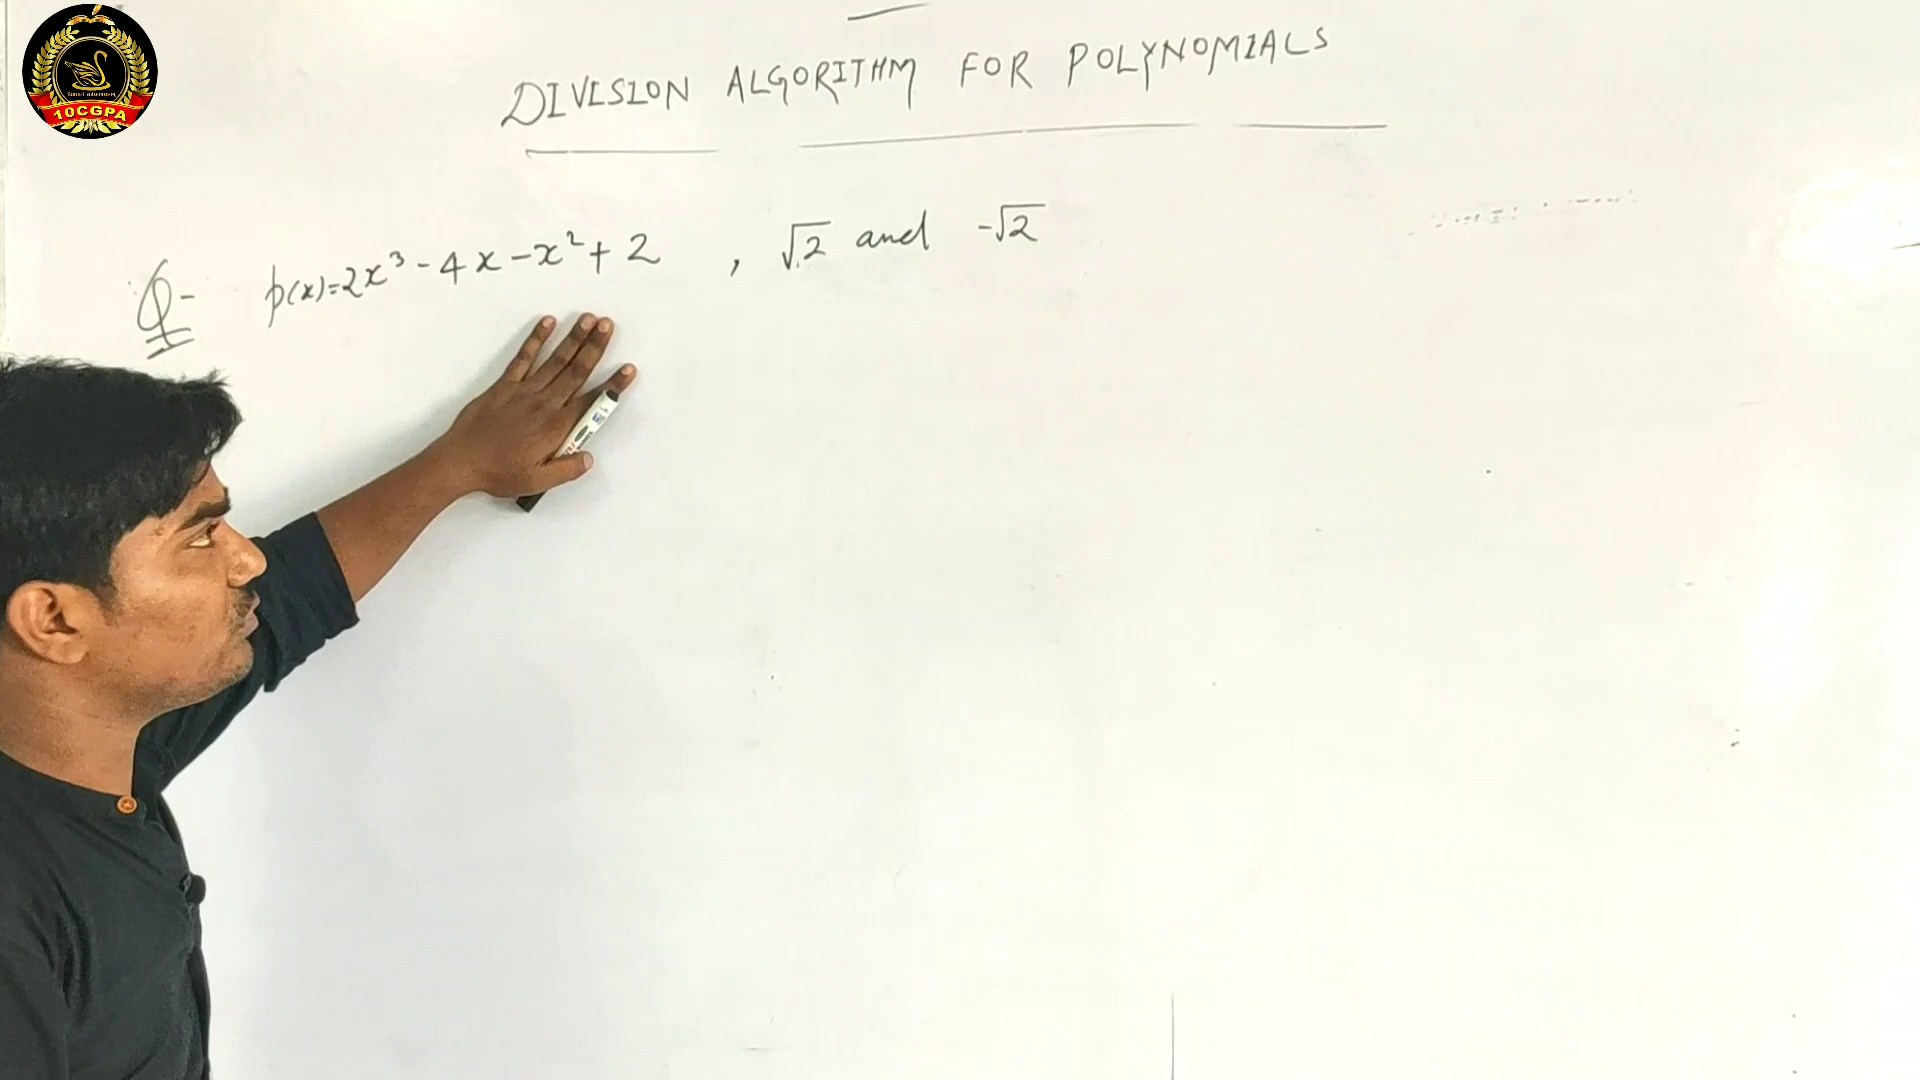 10CGPA
DIVISION ALGORITHM FOR POLYNOMIALS
Q- p(x)=2x³-4x-x²+2 , √2 and -√2